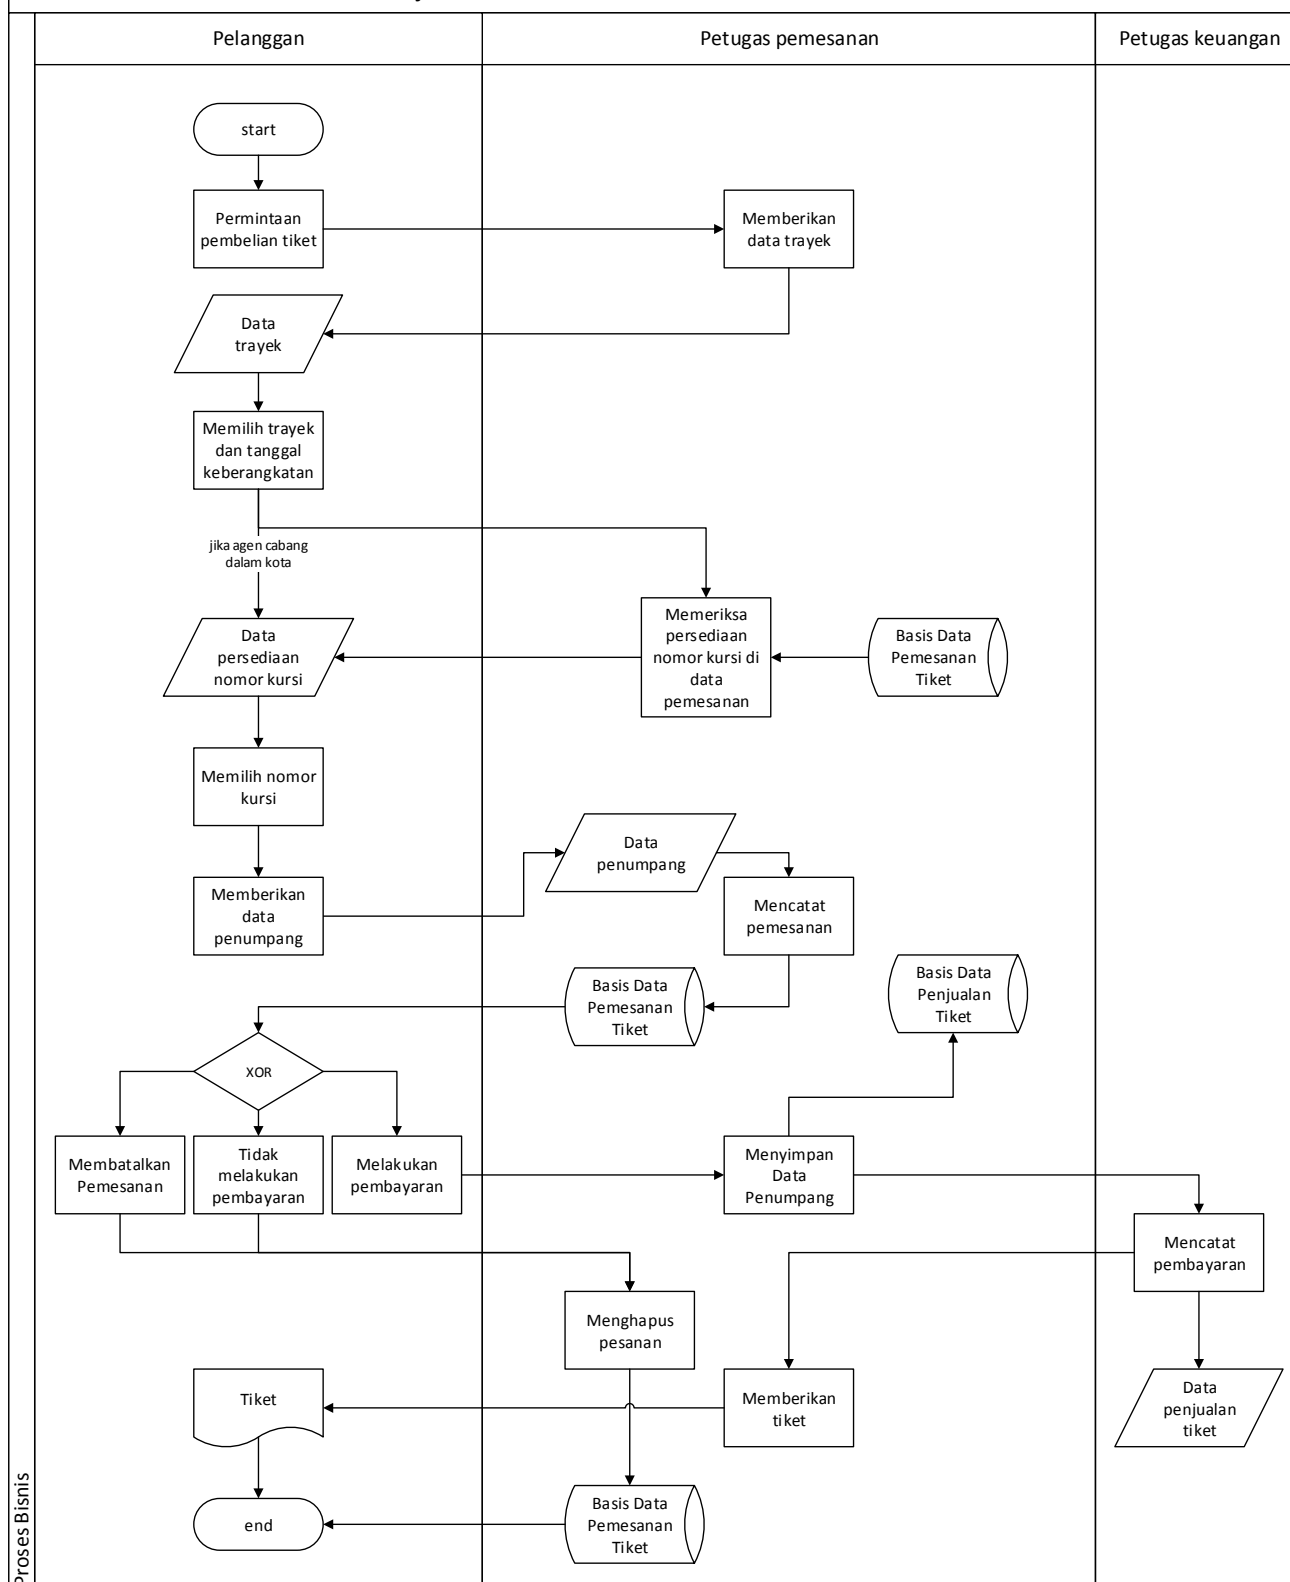 Pelanggan
Petugas pemesanan
Petugas keuangan
start
Permintaan
pembelian tiket
Memberikan
data trayek
Data
trayek
Memilih trayek
dan tanggal
keberangkatan
jika agen cabang
dalam kota
Data
persediaan
nomor kursi
Memeriksa
persediaan
nomor kursi di
data
pemesanan
Basis Data
Pemesanan
Tiket
Memilih nomor
kursi
Data
penumpang
Memberikan
data
penumpang
Mencatat
pemesanan
Basis Data
Pemesanan
Tiket
Basis Data
Penjualan
Tiket
XOR
Membatalkan
Pemesanan
Tidak
melakukan
pembayaran
Melakukan
pembayaran
Menyimpan
Data
Penumpang
Mencatat
pembayaran
Menghapus
pesanan
Tiket
Memberikan
tiket
Data
penjualan
tiket
end
Basis Data
Pemesanan
Tiket
Proses Bisnis